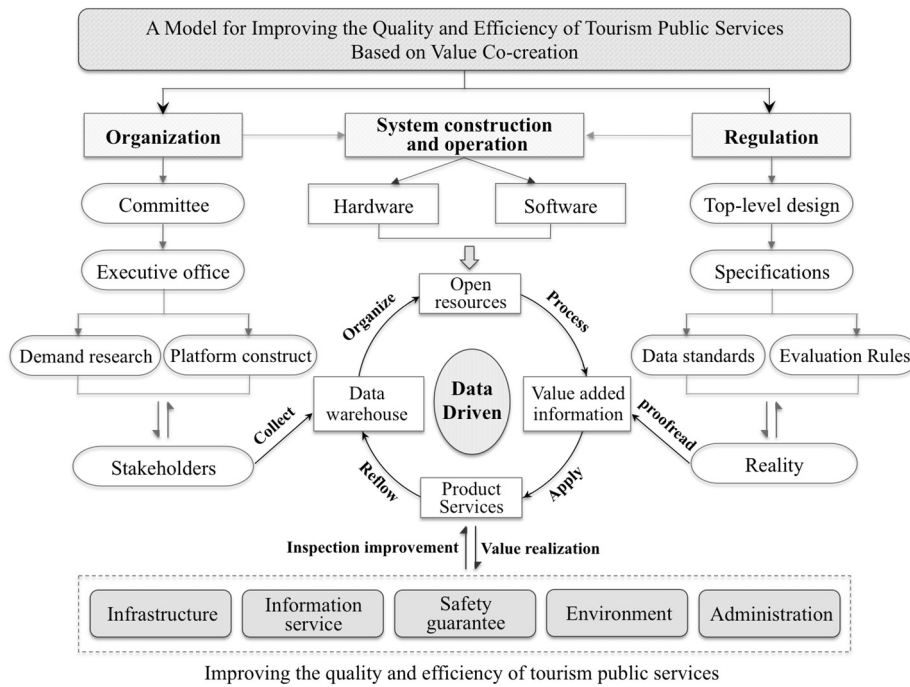 A Model for Improving the Quality and Efficiency of Tourism Public Services
Based on Value Co-creation
Organization
System construction
and operation
Regulation
Committee
Hardware
Software
Top-level design
Executive office
Specifications
Open
resources
Organize
Process
Demand research
Platform construct
Data standards
Evaluation Rules
Data
warehouse
Data
Driven
Value added
information
Collect
proofread
Stakeholders
Reality
Reflow
Apply
Product
Services
Inspection improvement
Value realization
Infrastructure
Information
service
Safety
guarantee
Environment
Administration
Improving the quality and efficiency of tourism public services